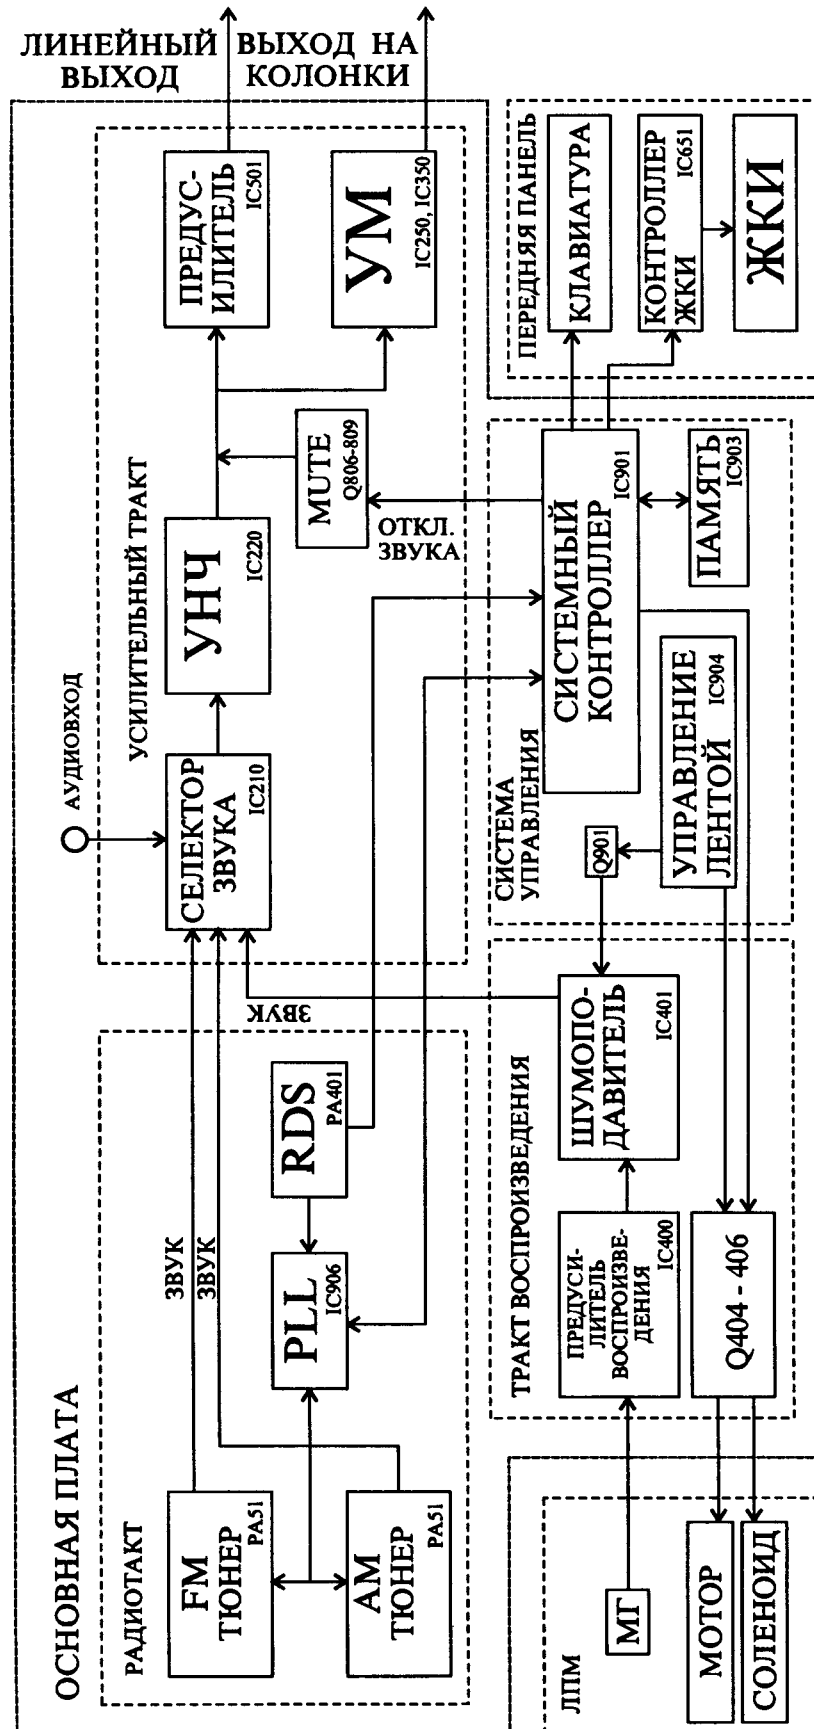 ЛИНЕЙНЫЙ
ВЫХОД
ВЫХОД НА
КОЛОНКИ
ОСНОВНАЯ ПЛАТА
РАДИОТАКТ
FM
ТЮНЕР
PA51
AM
ТЮНЕР
PA51
ЗВУК
ЗВУК
PLL
IC906
RDS
PA401
АУДИОВХОД
УСИЛИТЕЛЬНЫЙ ТРАКТ
СЕЛЕКТОР
ЗВУКА
IC210
УНЧ
IC220
MUTE
Q806-809
ПРЕДУС-
ИЛИТЕЛЬ
IC501
УМ
IC250, IC350
ОТКЛ.
ЗВУКА
ЗВУК
ПЕРЕДНЯЯ ПАНЕЛЬ
КЛАВИАТУРА
КОНТРОЛЛЕР
ЖКИ
IC651
ЖКИ
СИСТЕМА
УПРАВЛЕНИЯ
СИСТЕМНЫЙ
КОНТРОЛЛЕР
IC901
ПАМЯТЬ
IC903
УПРАВЛЕНИЕ
ЛЕНТОЙ
IC904
Q901
ТРАКТ ВОСПРОИЗВЕДЕНИЯ
ШУМОПО-
ДАВИТЕЛЬ
IC401
ПРЕДУСИ-
ЛИТЕЛЬ
ВОСПРОИЗВЕ-
ДЕНИЯ
IC400
Q404 - 406
ЛПМ
МГ
МОТОР
СОЛЕНОИД